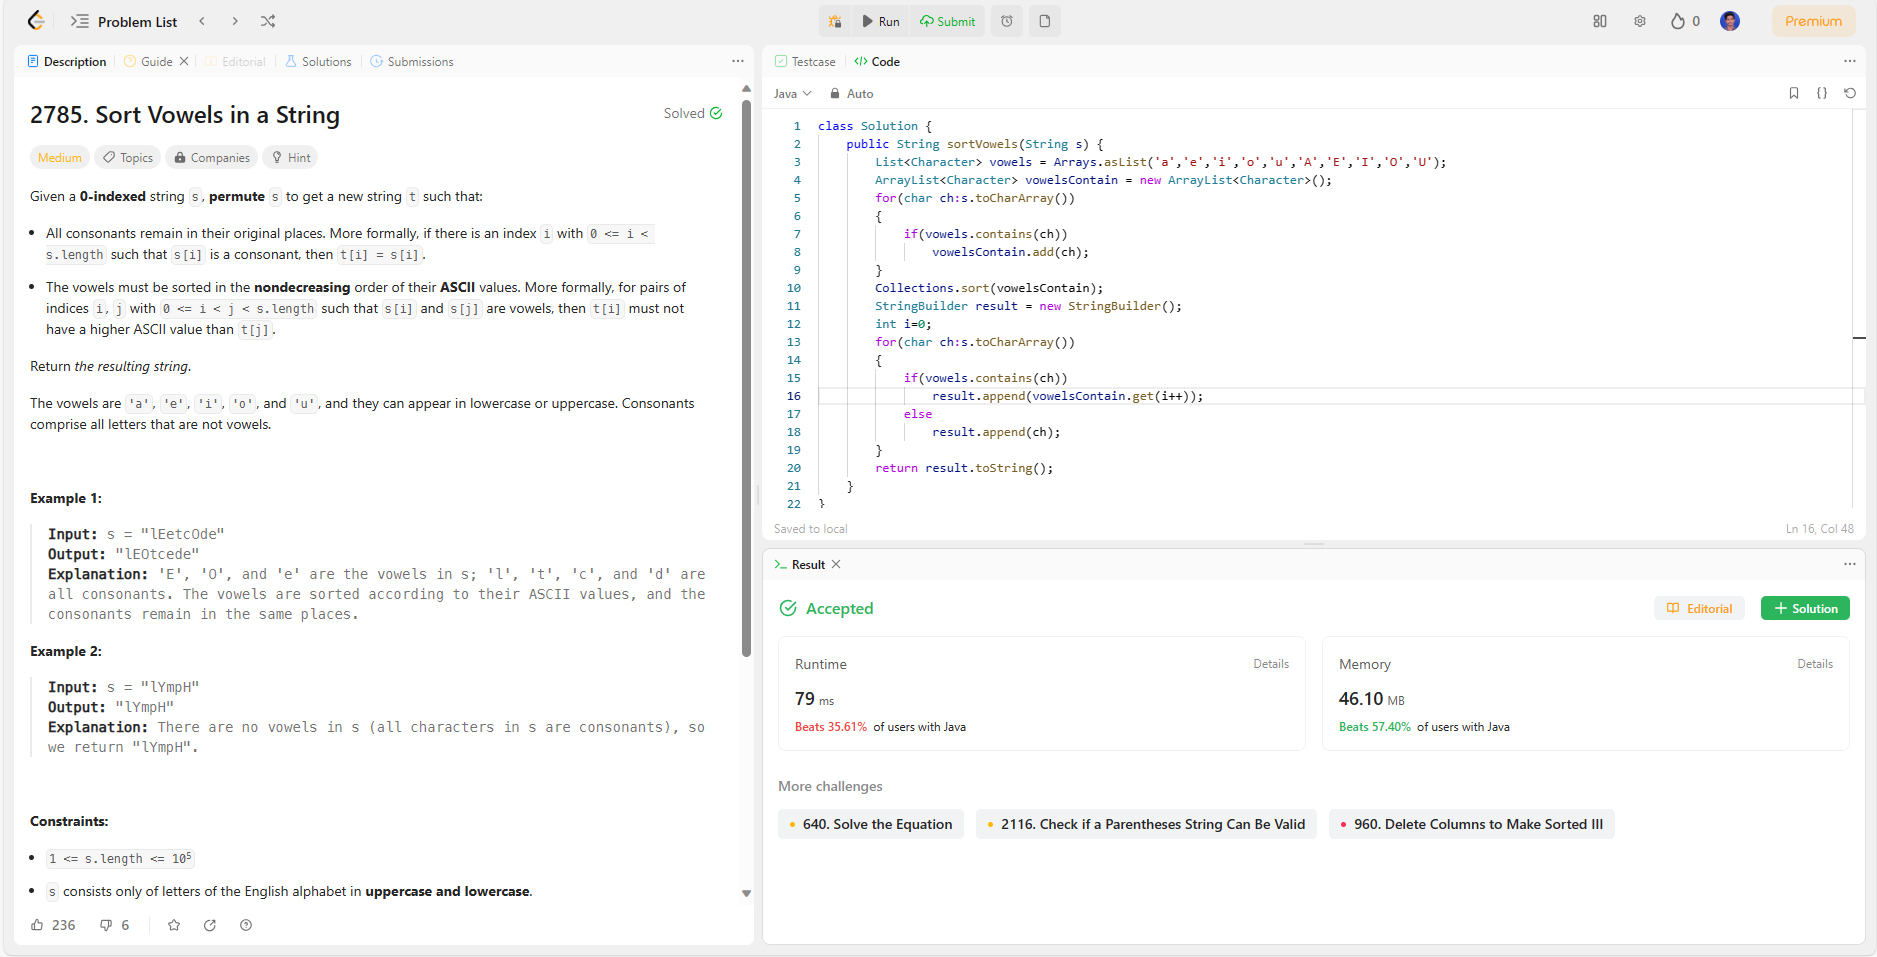 Problem List
Run
Submit
0
Premium
Description
Guide
Editorial
Solutions
Submissions
2785. Sort Vowels in a String
Solved
Medium
Topics
Companies
Hint
Given a 0-indexed string s, permute s to get a new string t such that:
• All consonants remain in their original places. More formally, if there is an index i with 0 <= i <
s.length such that s[i] is a consonant, then t[i] = s[i].
• The vowels must be sorted in the nondecreasing order of their ASCII values. More formally, for pairs of
indices i, j with 0 <= i < j < s.length such that s[i] and s[j] are vowels, then t[i] must not
have a higher ASCII value than t[j].
Return the resulting string.
The vowels are 'a', 'e', 'i', 'o', and 'u', and they can appear in lowercase or uppercase. Consonants
comprise all letters that are not vowels.
Example 1:
Input: s = "lEetcOde"
Output: "lEOtcede"
Explanation: 'E', 'O', and 'e' are the vowels in s; 'l', 't', 'c', and 'd' are
all consonants. The vowels are sorted according to their ASCII values, and the
consonants remain in the same places.
Example 2:
Input: s = "lYmpH"
Output: "lYmpH"
Explanation: There are no vowels in s (all characters in s are consonants), so
we return "lYmpH".
Constraints:
• 1 <= s.length <= 10⁵
• s consists only of letters of the English alphabet in uppercase and lowercase.
236
6
Testcase
</> Code
Java
Auto
{}
1 class Solution {
2 public String sortVowels(String s) {
3 List<Character> vowels = Arrays.asList('a','e','i','o','u','A','E','I','O','U');
4 ArrayList<Character> vowelsContain = new ArrayList<Character>();
5 for(char ch:s.toCharArray())
6 {
7 if(vowels.contains(ch))
8 vowelsContain.add(ch);
9 }
10 Collections.sort(vowelsContain);
11 StringBuilder result = new StringBuilder();
12 int i=0;
13 for(char ch:s.toCharArray())
14 {
15 if(vowels.contains(ch))
16 result.append(vowelsContain.get(i++));
17 else
18 result.append(ch);
19 }
20 return result.toString();
21 }
22 }
Saved to local
Ln 16, Col 48
Result
Accepted
Editorial
+ Solution
Runtime
Details
79 ms
Beats 35.61% of users with Java
Memory
Details
46.10 MB
Beats 57.40% of users with Java
More challenges
• 640. Solve the Equation
• 2116. Check if a Parentheses String Can Be Valid
• 960. Delete Columns to Make Sorted III